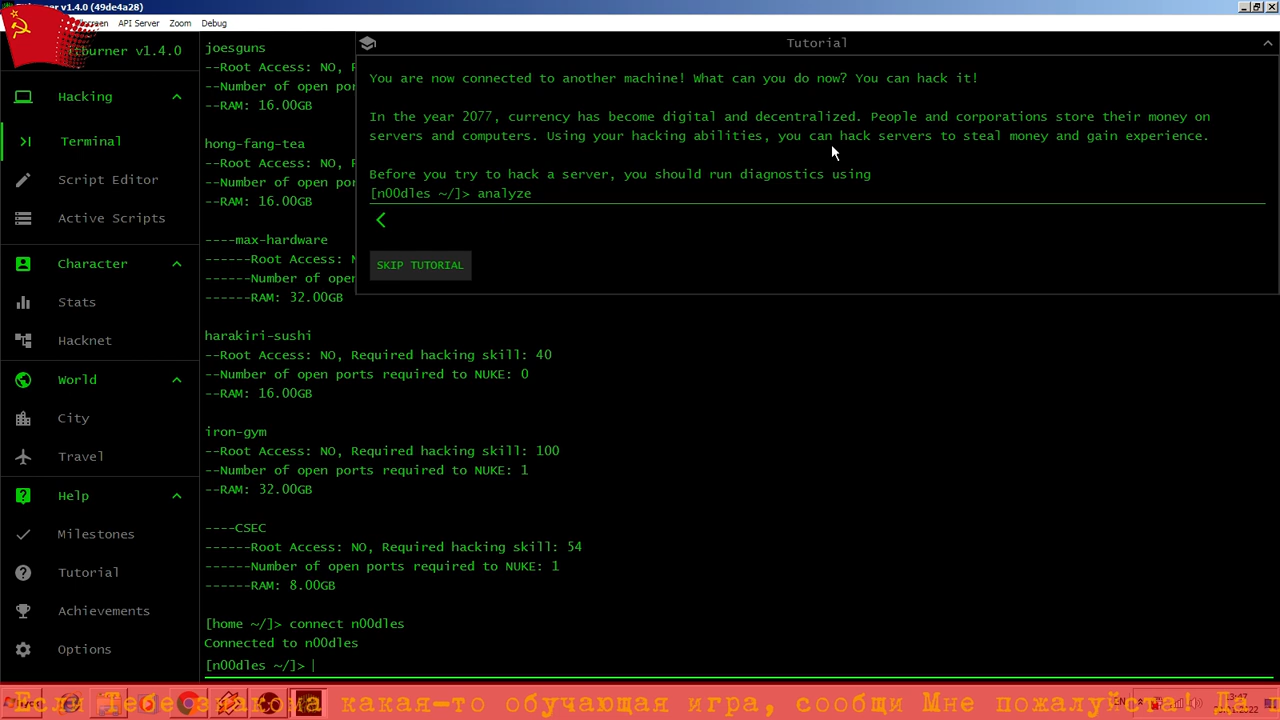 burner v1.4.0 (49de4a28)
screen API Server Zoom Debug
burner v1.4.0
Hacking
Terminal
Script Editor
Active Scripts
Character
Stats
Hacknet
World
City
Travel
Help
Milestones
Tutorial
Achievements
Options
joesguns
--Root Access: NO,
--Number of open por
--RAM: 16.00GB
hong-fang-tea
--Root Access: NO,
--Number of open por
--RAM: 16.00GB
----max-hardware
------Root Access:
------Number of open
------RAM: 32.00GB
harakiri-sushi
--Root Access: NO, Required hacking skill: 40
--Number of open ports required to NUKE: 0
--RAM: 16.00GB
iron-gym
--Root Access: NO, Required hacking skill: 100
--Number of open ports required to NUKE: 1
--RAM: 32.00GB
----CSEC
------Root Access: NO, Required hacking skill: 54
------Number of open ports required to NUKE: 1
------RAM: 8.00GB
[home ~/]> connect n00dles
Connected to n00dles
[n00dles ~/]>
Tutorial
You are now connected to another machine! What can you do now? You can hack it!
In the year 2077, currency has become digital and decentralized. People and corporations store their money on
servers and computers. Using your hacking abilities, you can hack servers to steal money and gain experience.
Before you try to hack a server, you should run diagnostics using
[n00dles ~/]> analyze
SKIP TUTORIAL
Если Тебе знакома какая-то обучающая игра, сообщи Мне пожалуйста! Да